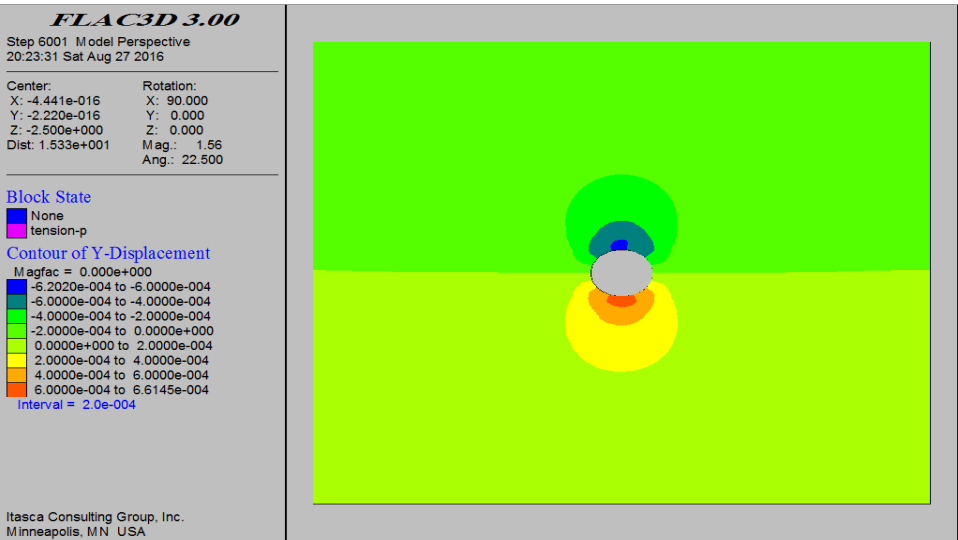 FLAC3D 3.00
Step 6001 Model Perspective
20:23:31 Sat Aug 27 2016
Center: Rotation:
X: -4.441e-016 X: 90.000
Y: -2.220e-016 Y: 0.000
Z: -2.500e+000 Z: 0.000
Dist: 1.533e+001 Mag.: 1.56
Ang.: 22.500
Block State
None
tension-p
Contour of Y-Displacement
Magfac = 0.000e+000
-6.2020e-004 to -6.0000e-004
-6.0000e-004 to -4.0000e-004
-4.0000e-004 to -2.0000e-004
-2.0000e-004 to 0.0000e+000
0.0000e+000 to 2.0000e-004
2.0000e-004 to 4.0000e-004
4.0000e-004 to 6.0000e-004
6.0000e-004 to 6.6145e-004
Interval = 2.0e-004
Itasca Consulting Group, Inc.
Minneapolis, MN USA